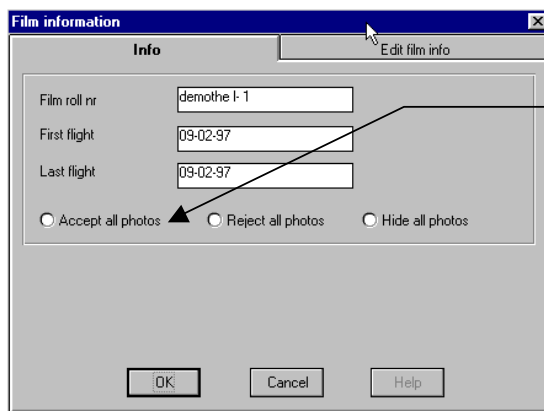 Film information
Info
Edit film info
Film roll nr
demothe l- 1
First flight
09-02-97
Last flight
09-02-97
Accept all photos
Reject all photos
Hide all photos
OK
Cancel
Help